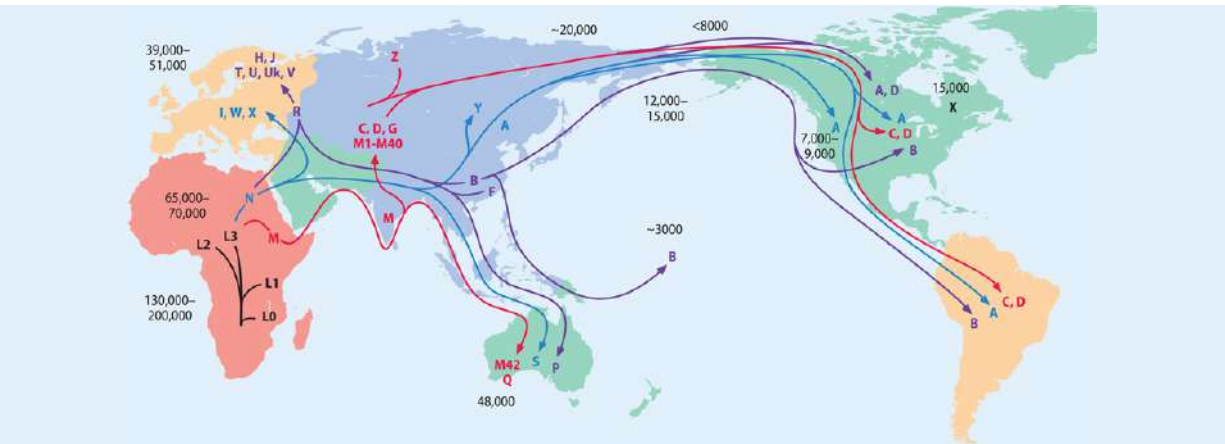 ~20,000
<8000
39,000–
51,000
H, J
T, U, Uk, V
Z
I, W, X
R
Y
A
C, D, G
M1-M40
12,000–
15,000
A, D
15,000
X
A
A
C, D
7,000–
9,000
B
65,000–
70,000
N
B
F
M
M
L3
L2
~3000
B
L1
130,000–
200,000
L0
C, D
A
B
M42
Q
S
P
48,000